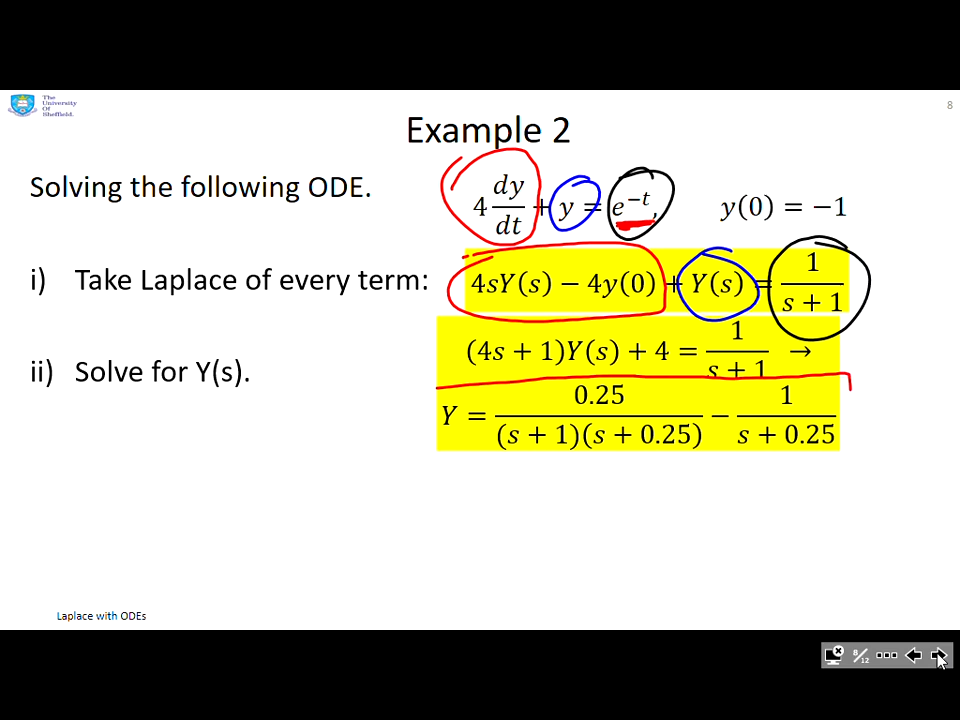 The
University
Of
Sheffield.
8
Example 2
Solving the following ODE. 4 dy/dt + y = e^{-t}, y(0) = −1
i) Take Laplace of every term: 4sY(s) − 4y(0) + Y(s) = 1/(s + 1)
(4s + 1)Y(s) + 4 = 1/(s + 1) →
ii) Solve for Y(s).
Y = 0.25/((s + 1)(s + 0.25)) − 1/(s + 0.25)
Laplace with ODEs
8/12